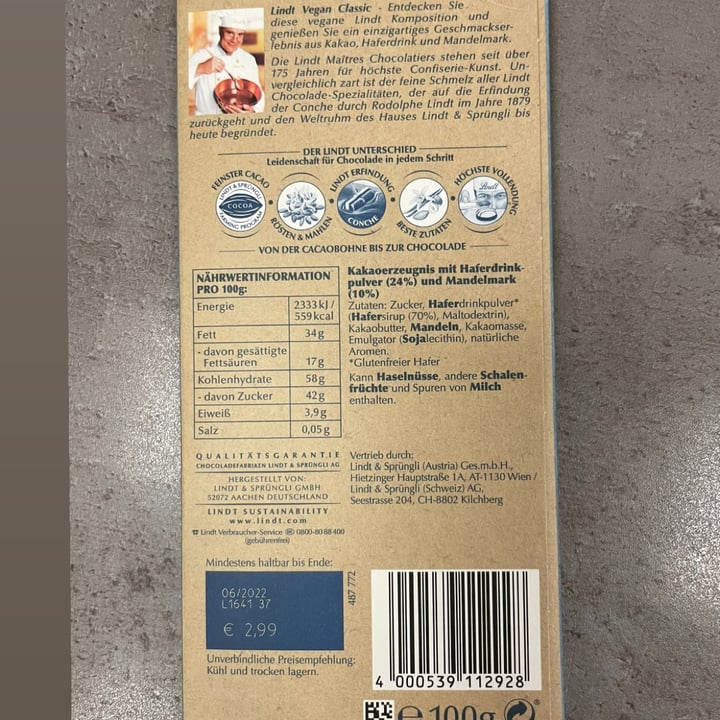 Lindt Vegan Classic - Entdecken Sie
diese vegane Lindt Komposition und
genießen Sie ein einzigartiges Geschmackser-
lebnis aus Kakao, Haferdrink und Mandelmark.
Die Lindt Maîtres Chocolatiers stehen seit über
175 Jahren für höchste Confiserie-Kunst. Un-
vergleichlich zart ist der feine Schmelz aller Lindt
Chocolade-Spezialitäten, der auf die Erfindung
der Conche durch Rodolphe Lindt im Jahre 1879
zurückgeht und den Weltruhm des Hauses Lindt & Sprüngli bis
heute begründet.
DER LINDT UNTERSCHIED
Leidenschaft für Chocolade in jedem Schritt
FEINSTER CACAO
LINDT & SPRÜNGLI
COCOA
FARMING PROGRAM
RÖSTEN & MAHLEN
LINDT ERFINDUNG
CONCHE
BESTE ZUTATEN
HÖCHSTE VOLLENDUNG
Lindt
VON DER CACAOBOHNE BIS ZUR CHOCOLADE
NÄHRWERTINFORMATION
PRO 100g:
Energie 2333 kJ /
559 kcal
Fett 34 g
- davon gesättigte
Fettsäuren 17 g
Kohlenhydrate 58 g
- davon Zucker 42 g
Eiweiß 3,9 g
Salz 0,05 g
Kakaoerzeugnis mit Haferdrink-
pulver (24%) und Mandelmark
(10%)
Zutaten: Zucker, Haferdrinkpulver*
(Hafersirup (70%), Maltodextrin),
Kakaobutter, Mandeln, Kakaomasse,
Emulgator (Sojalecithin), natürliche
Aromen.
*Glutenfreier Hafer
Kann Haselnüsse, andere Schalen-
früchte und Spuren von Milch
enthalten.
QUALITÄTSGARANTIE
CHOCOLADEFABRIKEN LINDT & SPRÜNGLI AG
HERGESTELLT VON:
LINDT & SPRÜNGLI GMBH
52072 AACHEN DEUTSCHLAND
LINDT SUSTAINABILITY
www.lindt.com
Lindt Verbraucher-Service 0800-80 88 400
(gebührenfrei)
Vertrieb durch:
Lindt & Sprüngli (Austria) Ges.m.b.H.,
Hietzinger Hauptstraße 1A, AT-1130 Wien /
Lindt & Sprüngli (Schweiz) AG,
Seestrasse 204, CH-8802 Kilchberg
Mindestens haltbar bis Ende:
06/2022
L1641 37
€ 2,99
487 772
Unverbindliche Preisempfehlung:
Kühl und trocken lagern.
4 000539 112928
℮ 100g